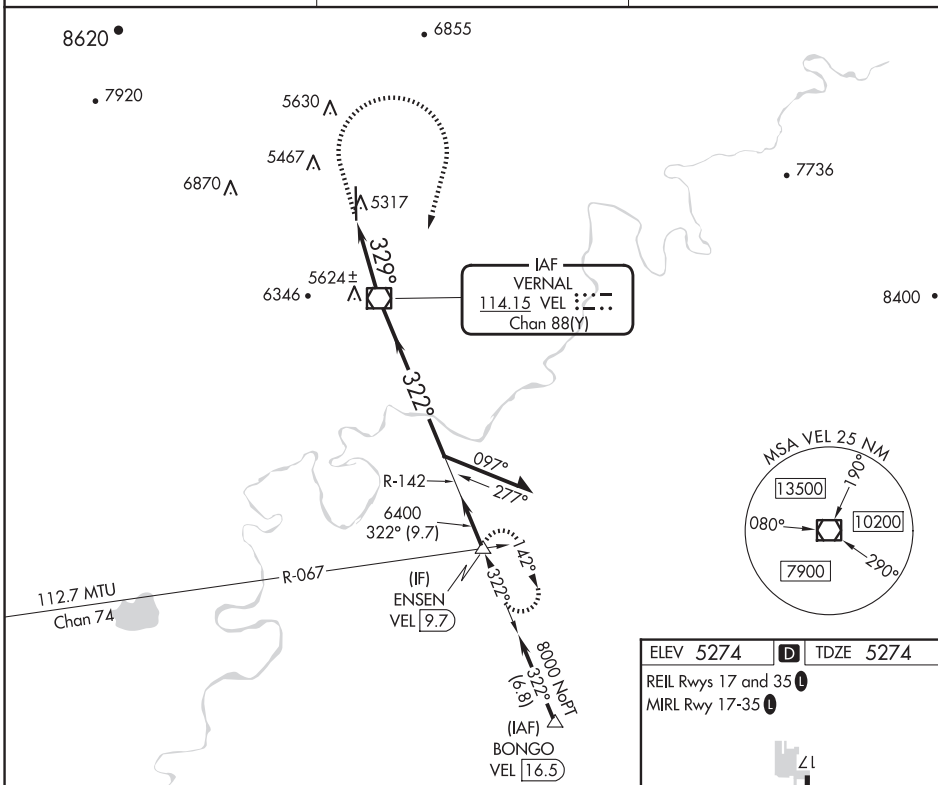 8620
6855
7920
5630
5467
7736
6870
5317
329°
5624±
6346
IAF
VERNAL
114.15 VEL
Chan 88(Y)
8400
322°
097°
277°
R-142
6400
322° (9.7)
MSA VEL 25 NM
13500
190°
080°
10200
290°
7900
142°
322°
R-067
112.7 MTU
Chan 74
(IF)
ENSEN
VEL 9.7
8000 NoPT
322°
(6.8)
(IAF)
BONGO
VEL 16.5
ELEV 5274 D TDZE 5274
REIL Rwys 17 and 35 L
MIRL Rwy 17-35 L
17